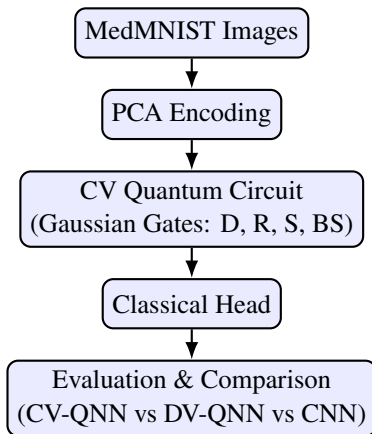 MedMNIST Images
PCA Encoding
CV Quantum Circuit
(Gaussian Gates: D, R, S, BS)
Classical Head
Evaluation & Comparison
(CV-QNN vs DV-QNN vs CNN)